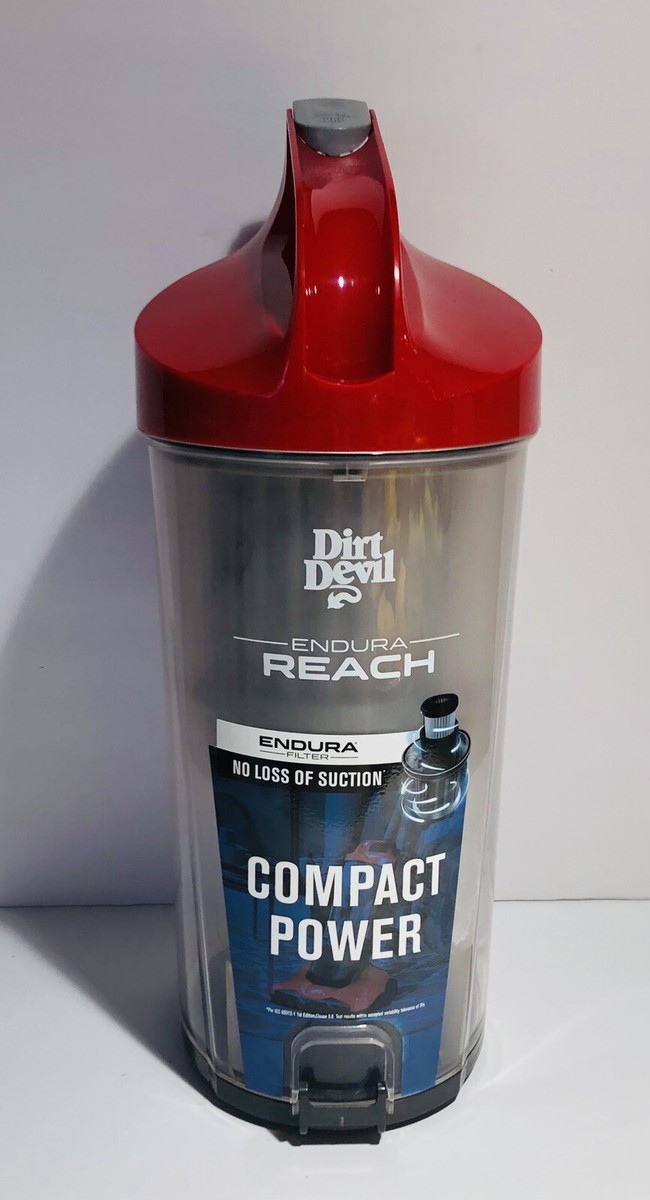 Dirt
Devil
ENDURA
REACH
ENDURA
FILTER
NO LOSS OF SUCTION*
COMPACT
POWER